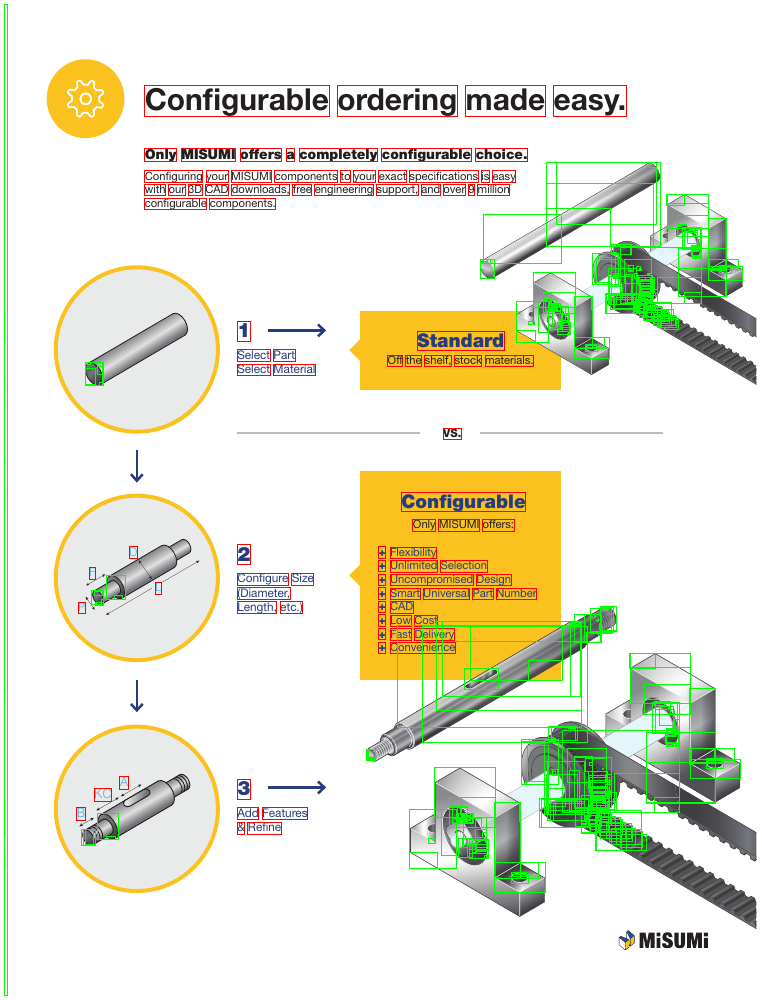 Configurable ordering made easy.
Only MISUMI offers a completely configurable choice.
Configuring your MISUMI components to your exact specifications is easy
with our 3D CAD downloads, free engineering support, and over 9 million
configurable components.
1
Select Part
Select Material
Standard
Off the shelf, stock materials.
vs.
D
F
L
P
2
Configure Size
(Diameter,
Length, etc.)
Configurable
Only MISUMI offers:
+ Flexibility
+ Unlimited Selection
+ Uncompromised Design
+ Smart Universal Part Number
+ CAD
+ Low Cost
+ Fast Delivery
+ Convenience
A
KC
B
3
Add Features
& Refine
MiSUMi